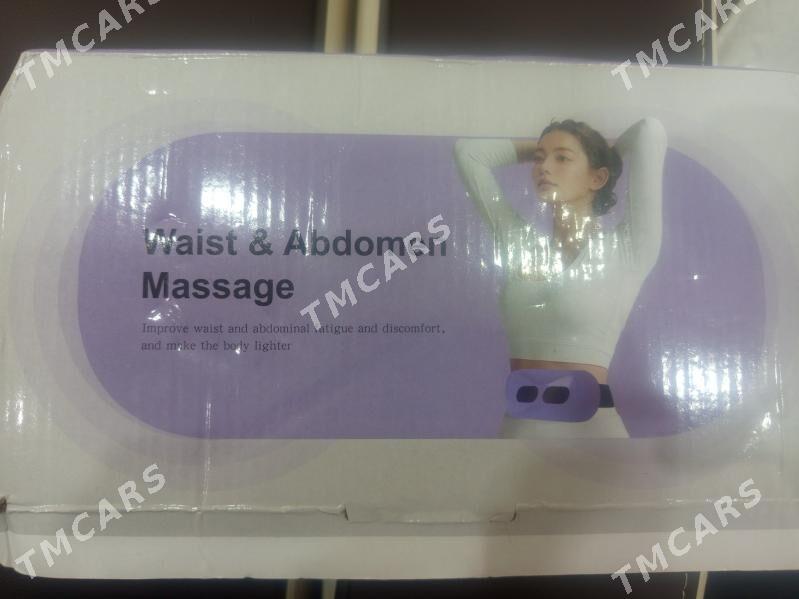 TMCARS
TMCARS
Waist & Abdomen
Massage
TMCARS
Improve waist and abdominal fatigue and discomfort,
and make the body lighter
TMCARS
TMCARS